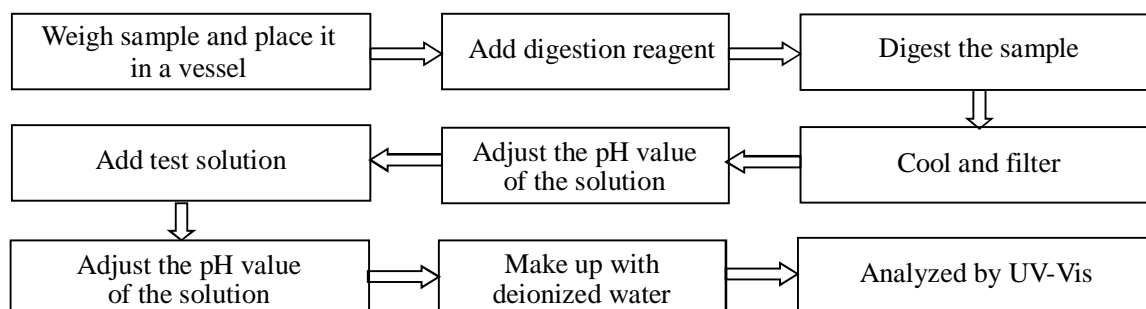 Weigh sample and place it
in a vessel
Add digestion reagent
Digest the sample
Cool and filter
Adjust the pH value
of the solution
Add test solution
Adjust the pH value
of the solution
Make up with
deionized water
Analyzed by UV-Vis